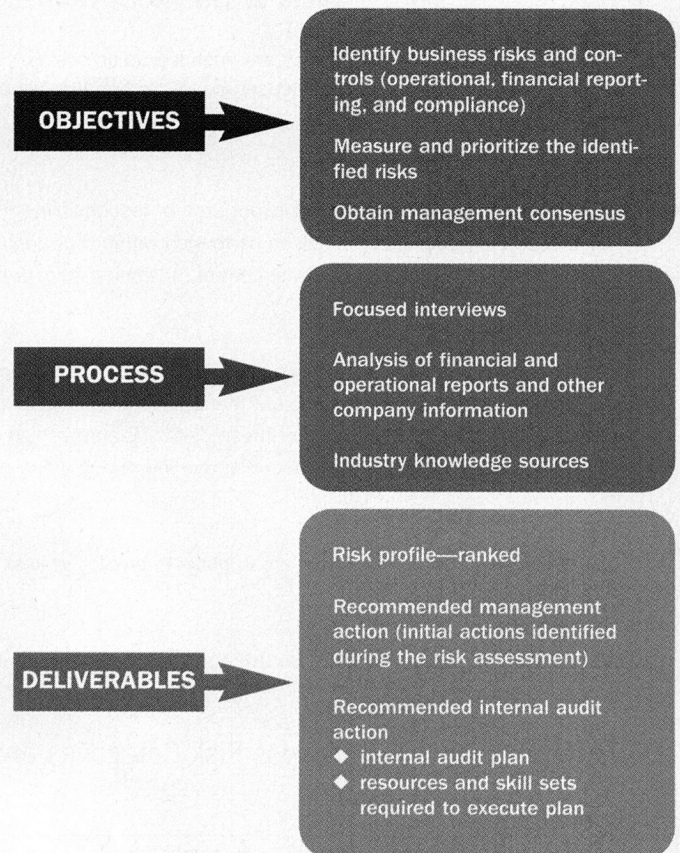 OBJECTIVES
Identify business risks and con-
trols (operational, financial report-
ing, and compliance)
Measure and prioritize the identi-
fied risks
Obtain management consensus
PROCESS
Focused interviews
Analysis of financial and
operational reports and other
company information
Industry knowledge sources
DELIVERABLES
Risk profile—ranked
Recommended management
action (initial actions identified
during the risk assessment)
Recommended internal audit
action
◆ internal audit plan
◆ resources and skill sets
required to execute plan